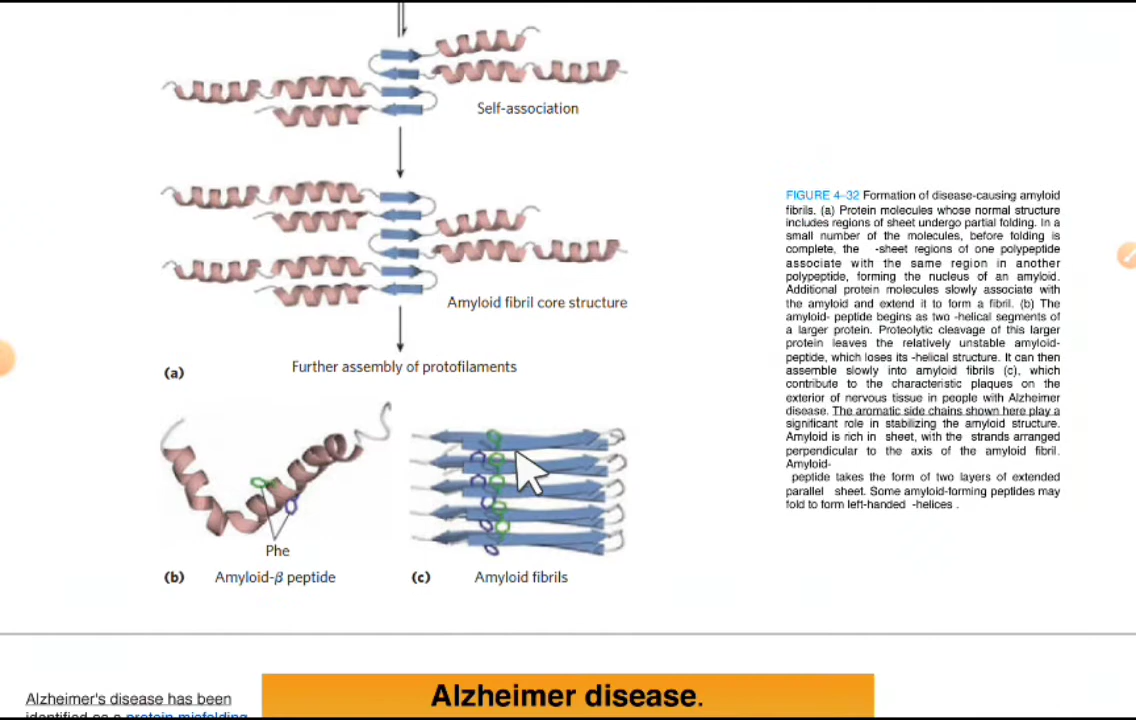 Self-association
Amyloid fibril core structure
Further assembly of protofilaments
(a)
Phe
(b) Amyloid-β peptide
(c) Amyloid fibrils
FIGURE 4-32 Formation of disease-causing amyloid
fibrils. (a) Protein molecules whose normal structure
includes regions of sheet undergo partial folding. In a
small number of the molecules, before folding is
complete, the -sheet regions of one polypeptide
associate with the same region in another
polypeptide, forming the nucleus of an amyloid.
Additional protein molecules slowly associate with
the amyloid and extend it to form a fibril. (b) The
amyloid- peptide begins as two -helical segments of
a larger protein. Proteolytic cleavage of this larger
protein leaves the relatively unstable amyloid-
peptide, which loses its -helical structure. It can then
assemble slowly into amyloid fibrils (c), which
contribute to the characteristic plaques on the
exterior of nervous tissue in people with Alzheimer
disease. The aromatic side chains shown here play a
significant role in stabilizing the amyloid structure.
Amyloid is rich in sheet, with the strands arranged
perpendicular to the axis of the amyloid fibril.
Amyloid-
peptide takes the form of two layers of extended
parallel sheet. Some amyloid-forming peptides may
fold to form left-handed -helices .
Alzheimer disease.
Alzheimer's disease has been
identified as a protein misfolding